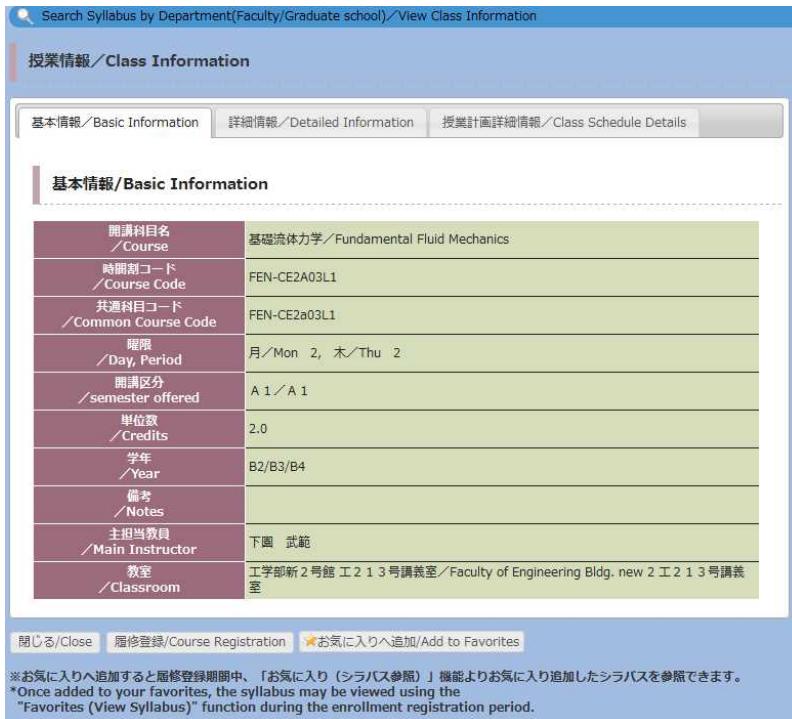 Search Syllabus by Department(Faculty/Graduate school)／View Class Information
授業情報／Class Information
基本情報／Basic Information
詳細情報／Detailed Information
授業計画詳細情報／Class Schedule Details
基本情報/Basic Information
開講科目名
／Course
基礎流体力学／Fundamental Fluid Mechanics
時間割コード
／Course Code
FEN-CE2A03L1
共通科目コード
／Common Course Code
FEN-CE2a03L1
曜限
／Day, Period
月／Mon 2, 木／Thu 2
開講区分
／semester offered
Ａ１／Ａ１
単位数
／Credits
2.0
学年
／Year
B2/B3/B4
備考
／Notes
主担当教員
／Main Instructor
下園 武範
教室
／Classroom
工学部新２号館 工２１３号講義室／Faculty of Engineering Bldg. new 2 工２１３号講義
室
閉じる/Close
履修登録/Course Registration
お気に入りへ追加/Add to Favorites
※お気に入りへ追加すると履修登録期間中、「お気に入り（シラバス参照）」機能よりお気に入り追加したシラバスを参照できます。
*Once added to your favorites, the syllabus may be viewed using the
"Favorites (View Syllabus)" function during the enrollment registration period.